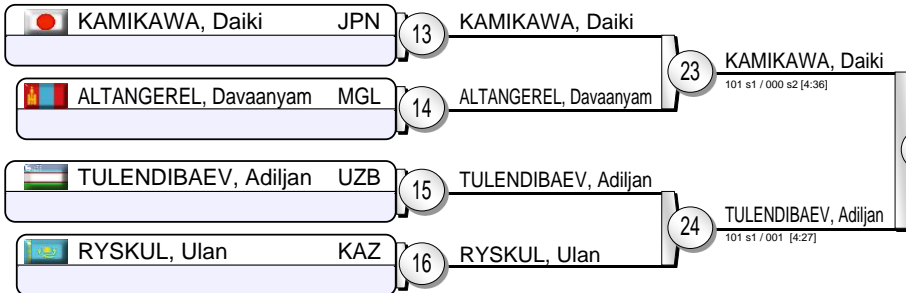 KAMIKAWA, Daiki JPN
13
KAMIKAWA, Daiki
23
KAMIKAWA, Daiki
101 s1 / 000 s2 [4:36]
ALTANGEREL, Davaanyam MGL
14
ALTANGEREL, Davaanyam
TULENDIBAEV, Adiljan UZB
15
TULENDIBAEV, Adiljan
24
TULENDIBAEV, Adiljan
101 s1 / 001 [4:27]
RYSKUL, Ulan KAZ
16
RYSKUL, Ulan